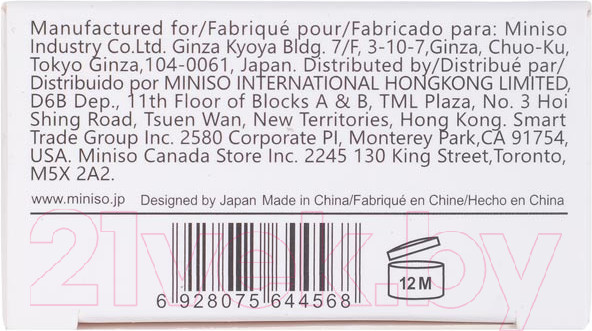 Manufactured for/Fabriqué pour/Fabricado para: Miniso
Industry Co.Ltd. Ginza Kyoya Bldg. 7/F, 3-10-7,Ginza, Chuo-Ku,
Tokyo Ginza,104-0061, Japan. Distributed by/Distribué par/
Distribuido por MINISO INTERNATIONAL HONGKONG LIMITED,
D6B Dep., 11th Floor of Blocks A & B, TML Plaza, No. 3 Hoi
Shing Road, Tsuen Wan, New Territories, Hong Kong. Smart
Trade Group Inc. 2580 Corporate Pl, Monterey Park,CA 91754,
USA. Miniso Canada Store Inc. 2245 130 King Street,Toronto,
M5X 2A2.
www.miniso.jp Designed by Japan Made in China/Fabriqué en Chine/Hecho en China
21vek.by
12 M
6 928075 644568